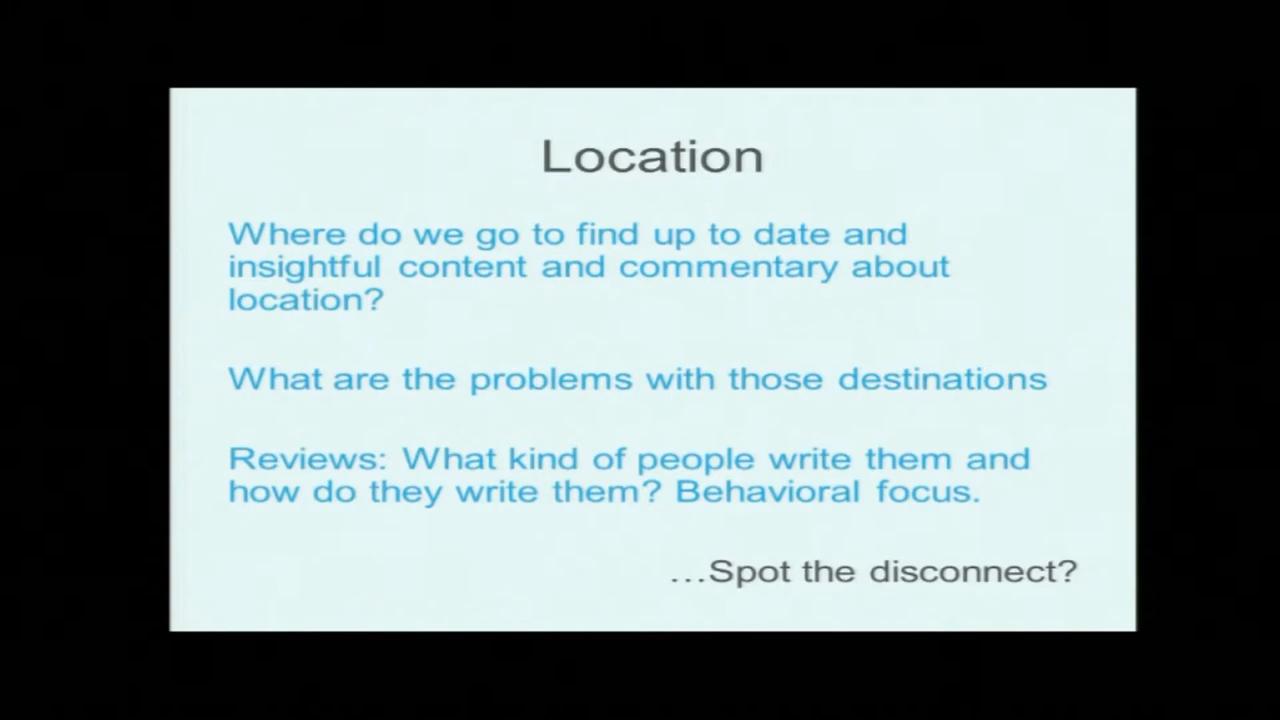 Location
Where do we go to find up to date and
insightful content and commentary about
location?
What are the problems with those destinations
Reviews: What kind of people write them and
how do they write them? Behavioral focus.
...Spot the disconnect?